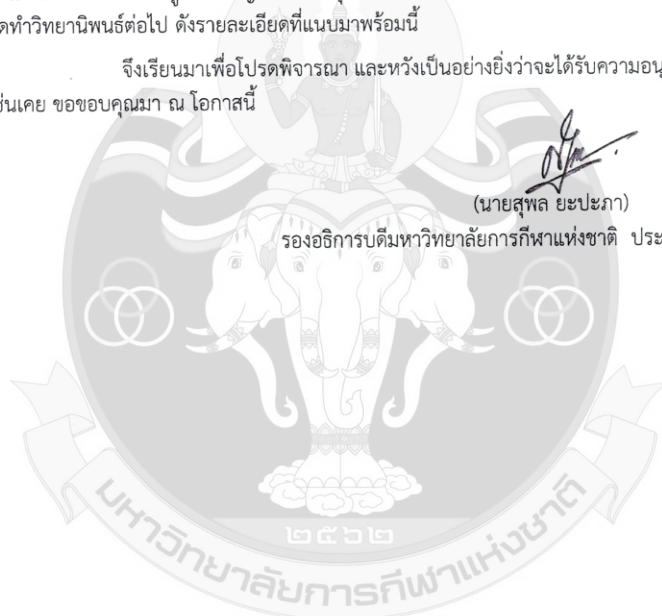 ดทำวิทยานิพนธ์ต่อไป ดังรายละเอียดที่แนบมาพร้อมนี้
จึงเรียนมาเพื่อโปรดพิจารณา และหวังเป็นอย่างยิ่งว่าจะได้รับความอนุ
ช่นเคย ขอขอบคุณมา ณ โอกาสนี้
(นายสุพล ยะปะภา)
รองอธิการบดีมหาวิทยาลัยการกีฬาแห่งชาติ ประ
๒๕๖๒
มหาวิทยาลัยการกีฬาแห่งชาติ